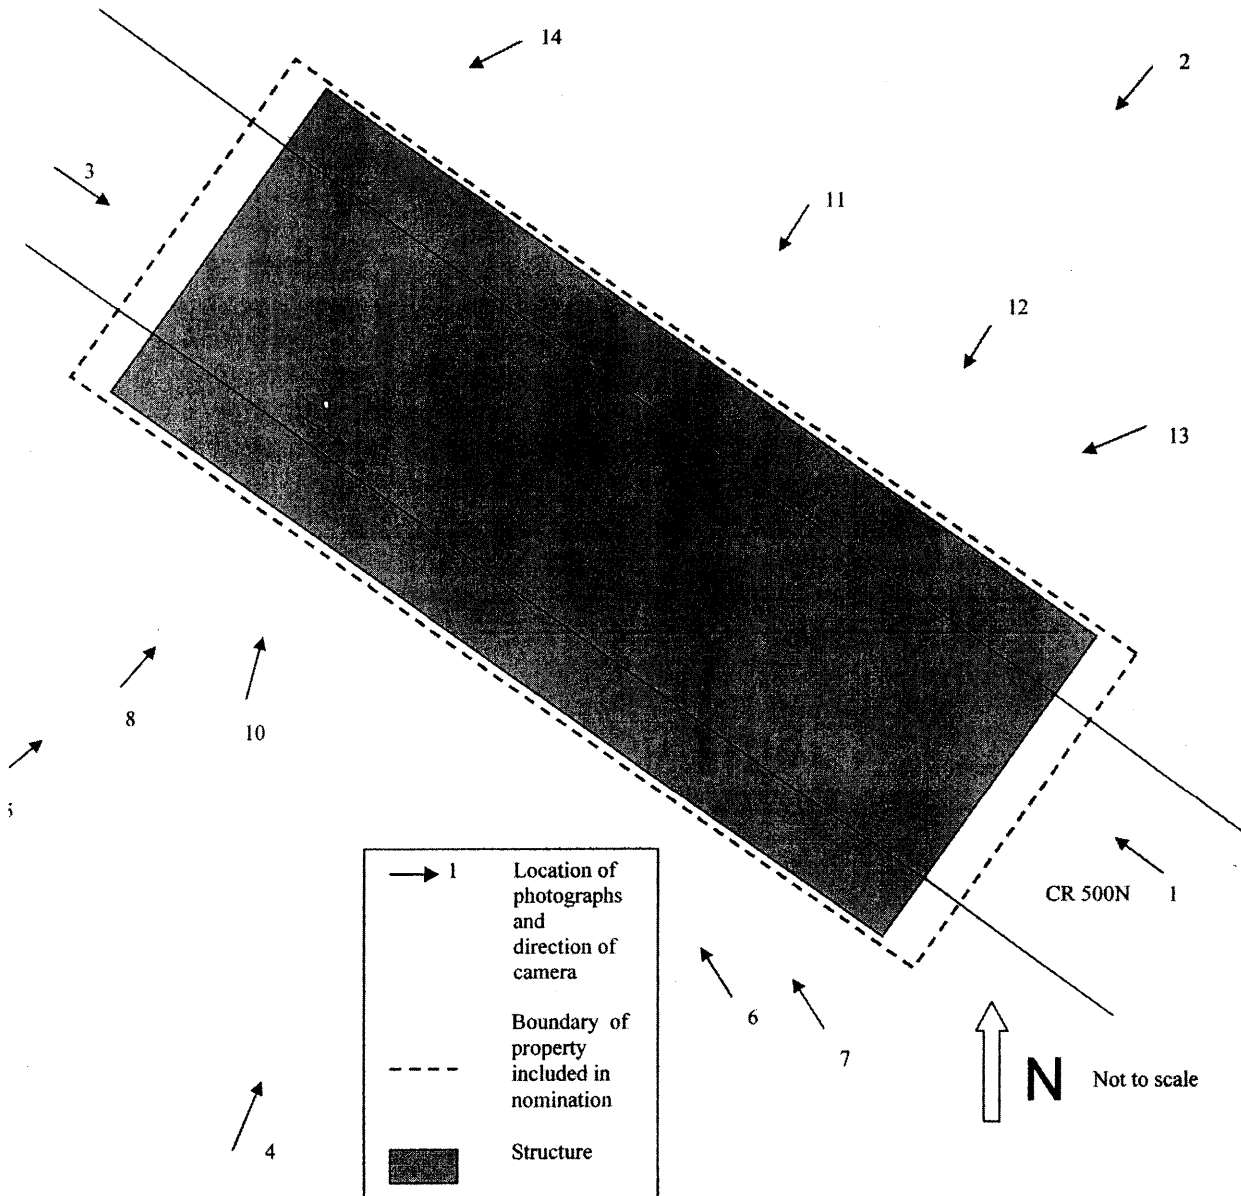 14
2
3
11
12
13
8
10
1 Location of
photographs
and
direction of
camera
CR 500N 1
6
7
Boundary of
property
included in
nomination
N Not to scale
4
Structure